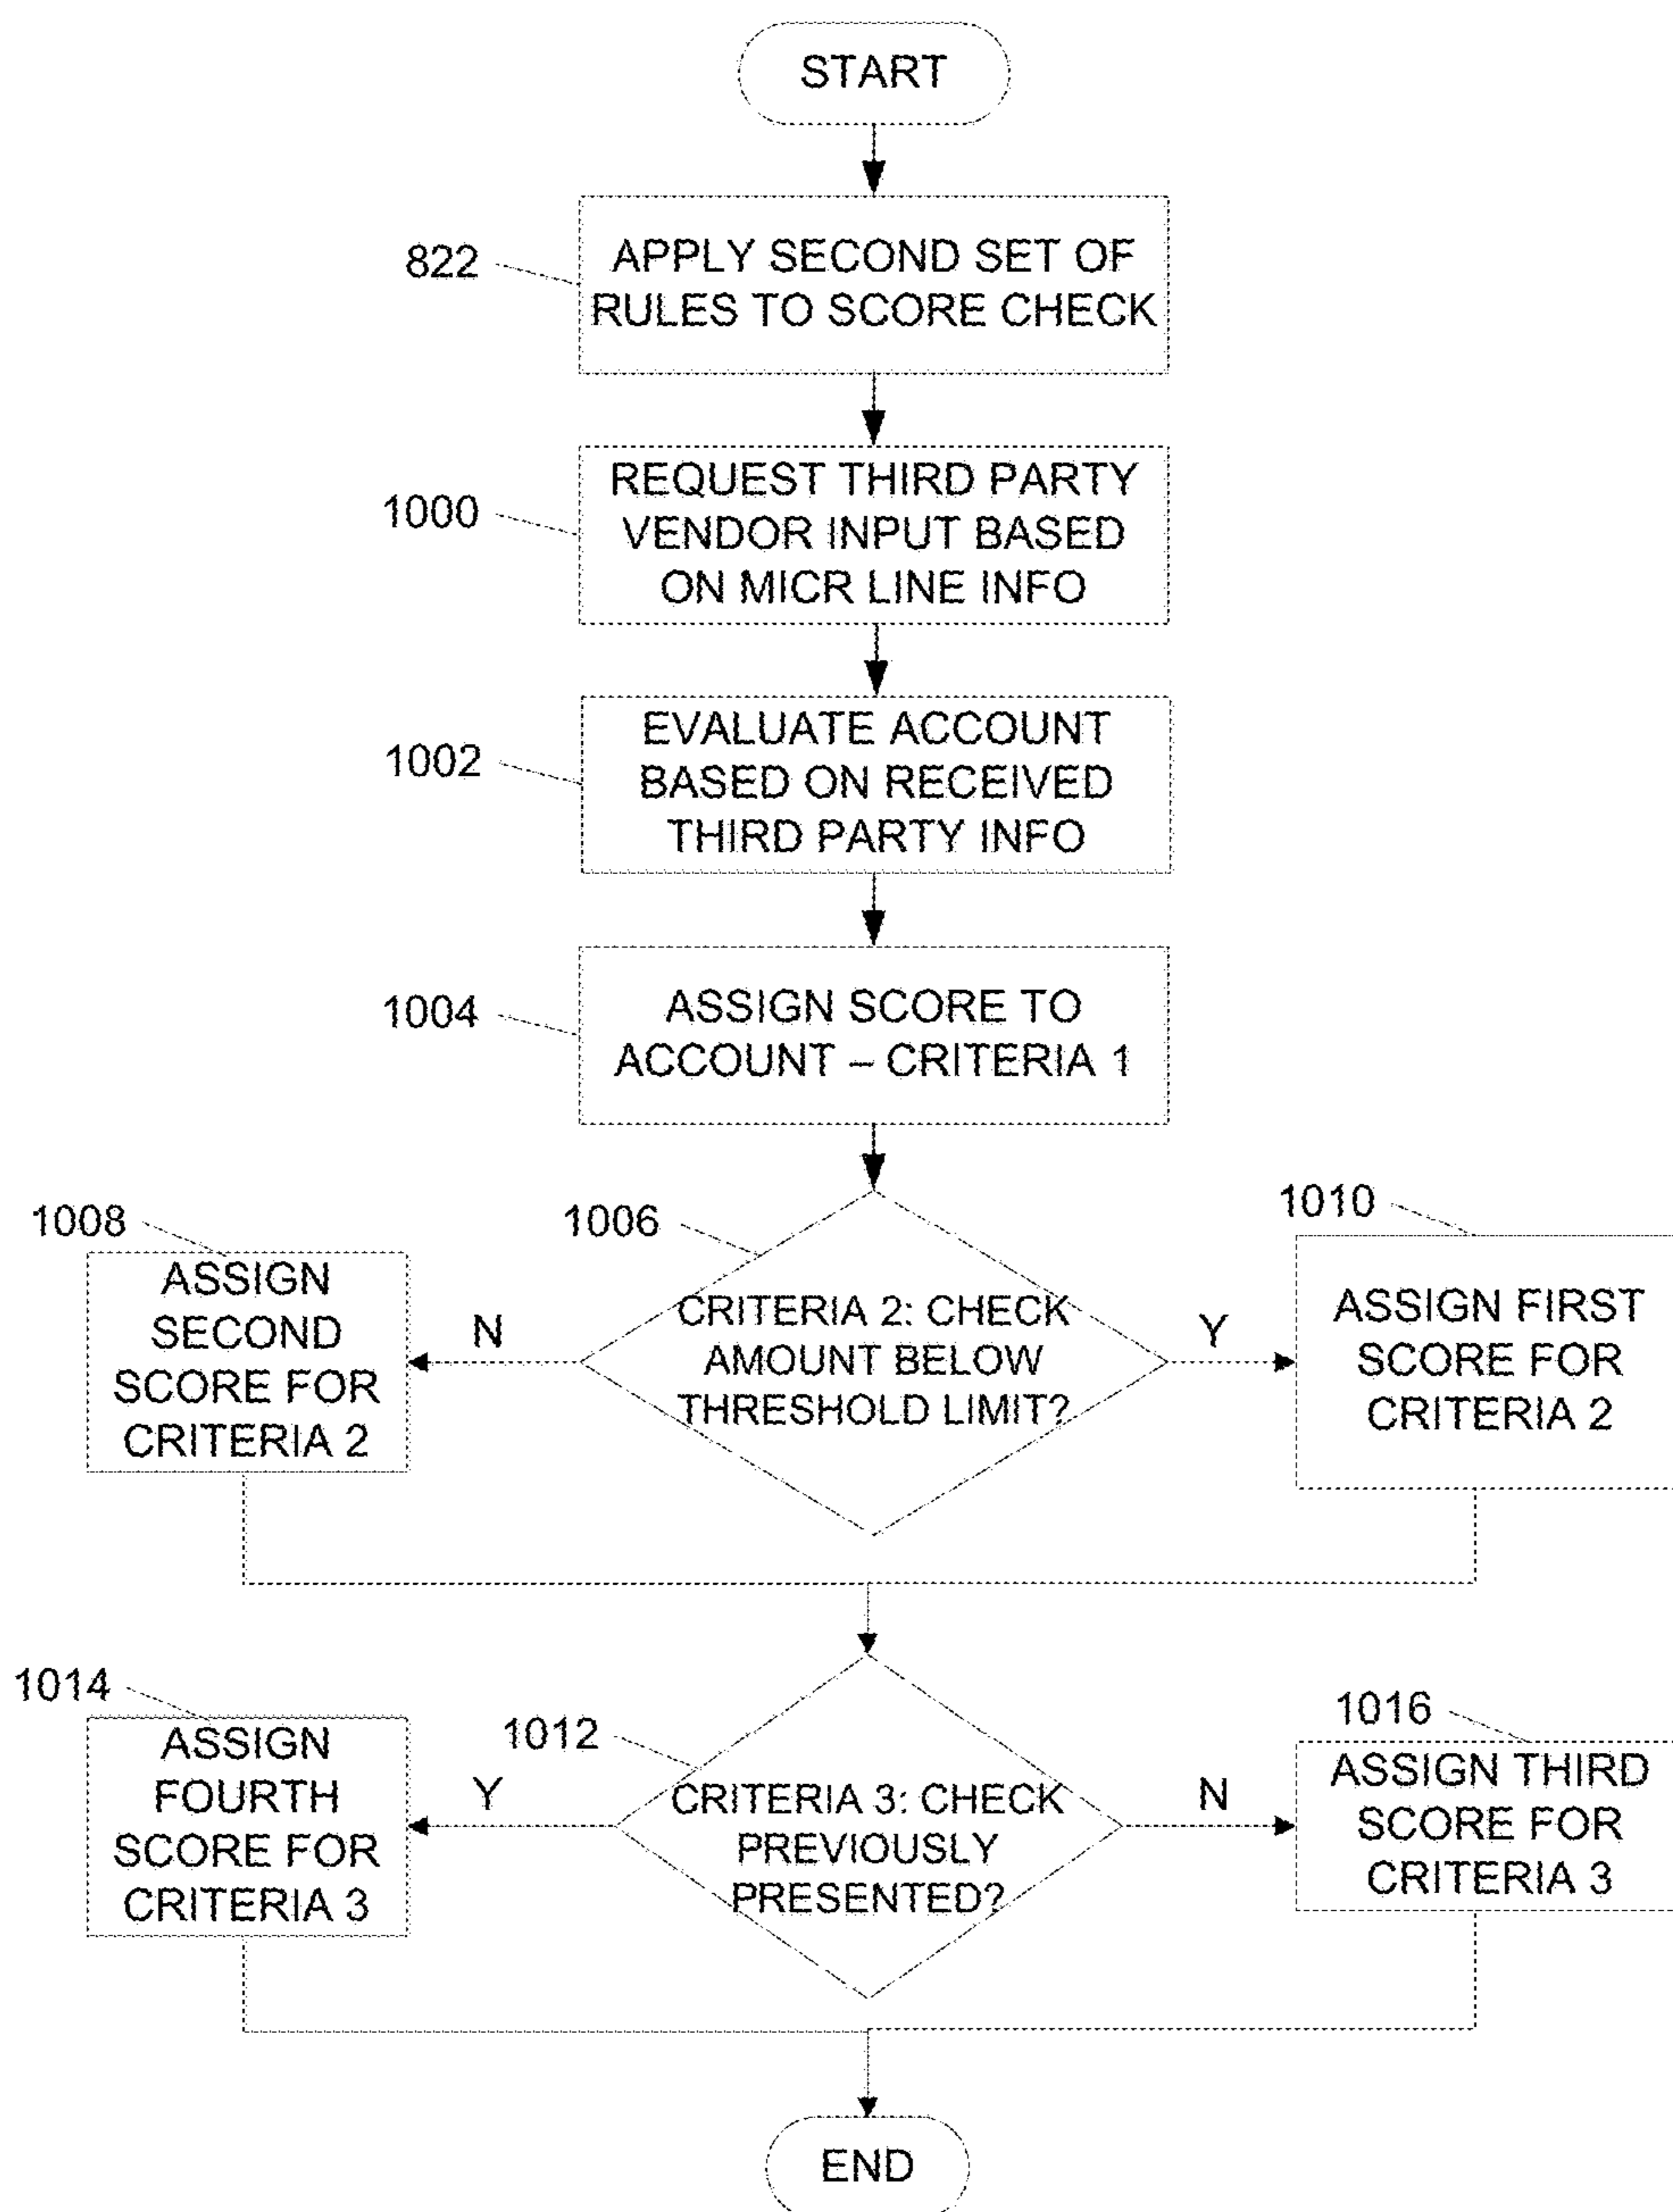 START
822
APPLY SECOND SET OF
RULES TO SCORE CHECK
1000
REQUEST THIRD PARTY
VENDOR INPUT BASED
ON MICR LINE INFO
1002
EVALUATE ACCOUNT
BASED ON RECEIVED
THIRD PARTY INFO
1004
ASSIGN SCORE TO
ACCOUNT – CRITERIA 1
1008
ASSIGN
SECOND
SCORE FOR
CRITERIA 2
N
1006
CRITERIA 2: CHECK
AMOUNT BELOW
THRESHOLD LIMIT?
Y
1010
ASSIGN FIRST
SCORE FOR
CRITERIA 2
1014
ASSIGN
FOURTH
SCORE FOR
CRITERIA 3
Y
1012
CRITERIA 3: CHECK
PREVIOUSLY
PRESENTED?
N
1016
ASSIGN THIRD
SCORE FOR
CRITERIA 3
END